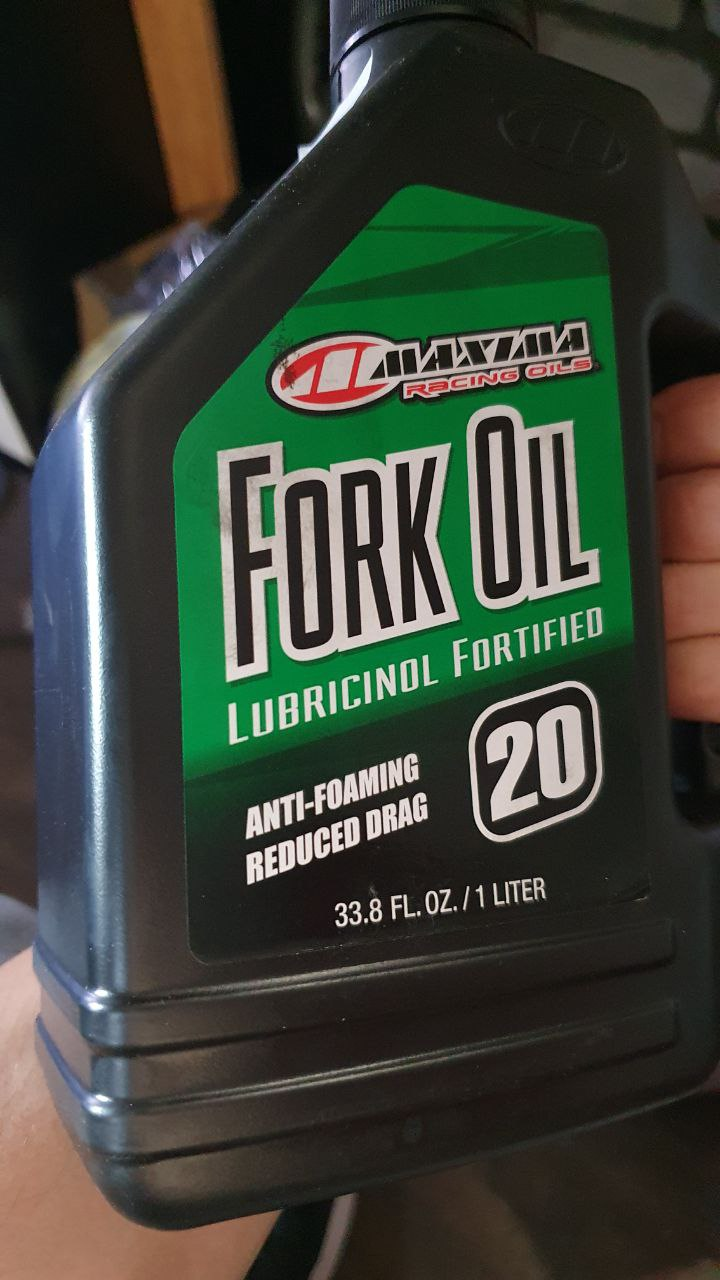 MAXIMA
RACING OILS
FORK OIL
LUBRICINOL FORTIFIED
20
ANTI-FOAMING
REDUCED DRAG
33.8 FL. OZ. / 1 LITER